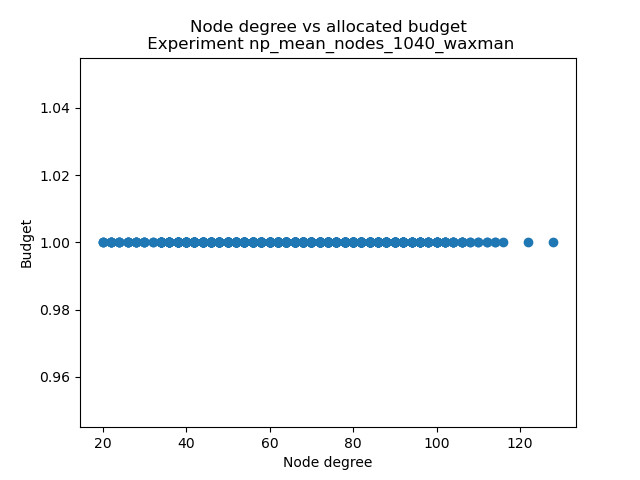 Node degree vs allocated budget
Experiment np_mean_nodes_1040_waxman
1.04
1.02
1.00
0.98
0.96
Budget
20 40 60 80 100 120
Node degree